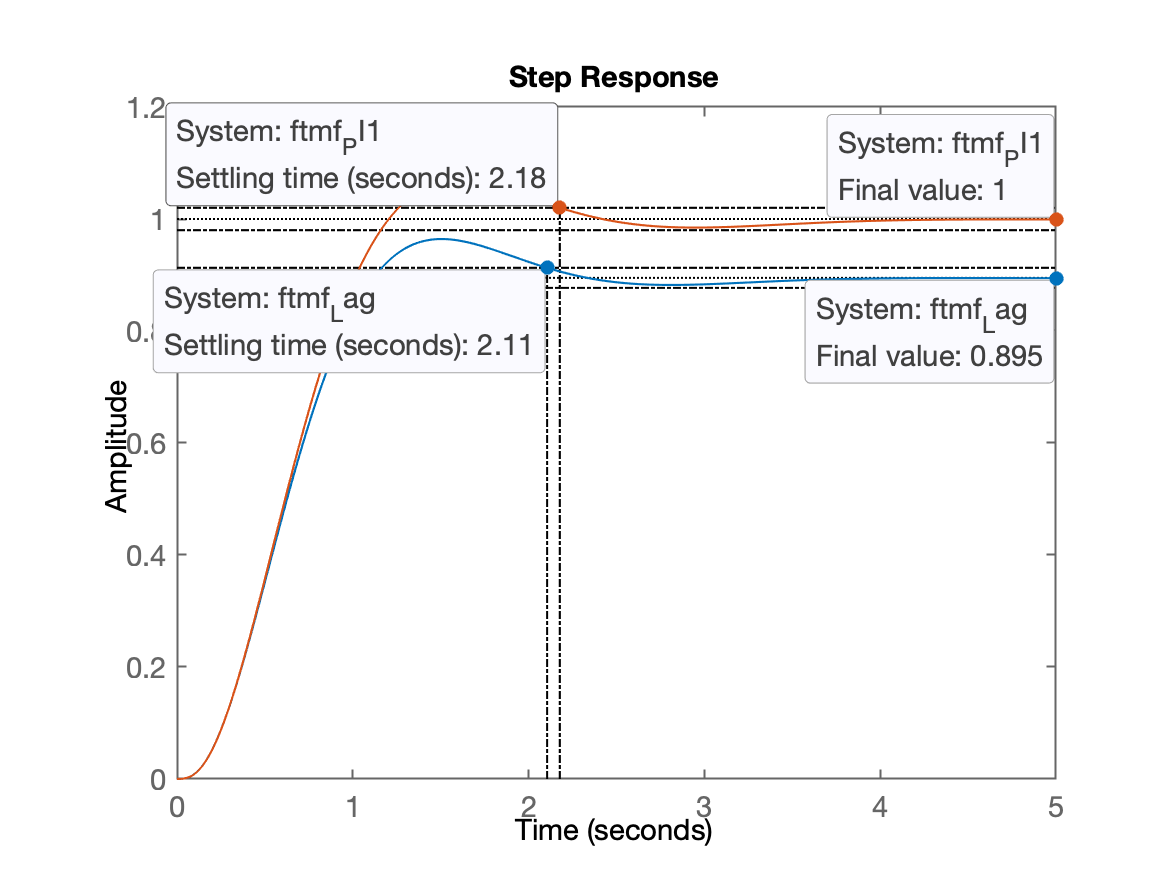 Step Response
1.2
System: ftmf_PI1
Settling time (seconds): 2.18
System: ftmf_PI1
Final value: 1
1
System: ftmf_Lag
Settling time (seconds): 2.11
System: ftmf_Lag
Final value: 0.895
0.8
Amplitude
0.6
0.4
0.2
0
0 1 2 3 4 5
Time (seconds)